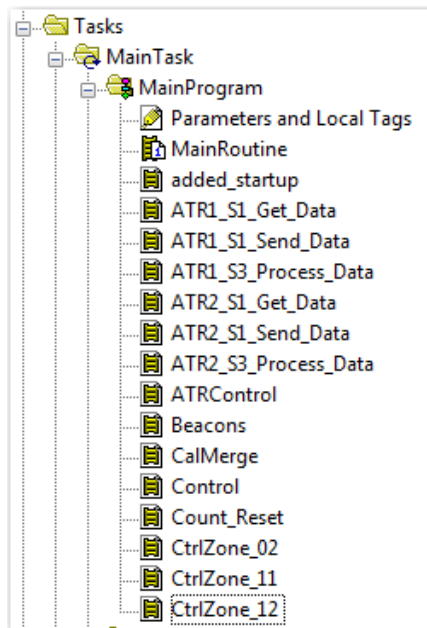 Tasks
MainTask
MainProgram
Parameters and Local Tags
MainRoutine
added_startup
ATR1_S1_Get_Data
ATR1_S1_Send_Data
ATR1_S3_Process_Data
ATR2_S1_Get_Data
ATR2_S1_Send_Data
ATR2_S3_Process_Data
ATRControl
Beacons
CalMerge
Control
Count_Reset
CtrlZone_02
CtrlZone_11
CtrlZone_12